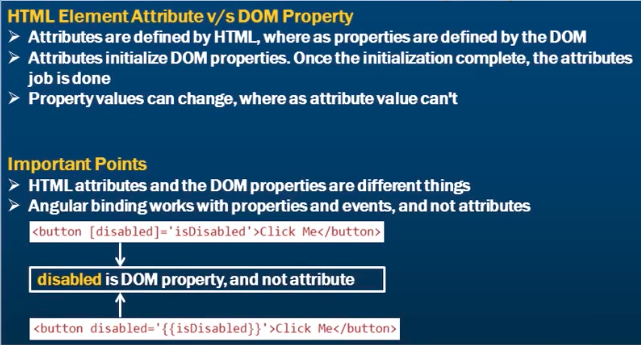 HTML Element Attribute v/s DOM Property
➤ Attributes are defined by HTML, where as properties are defined by the DOM
➤ Attributes initialize DOM properties. Once the initialization complete, the attributes
job is done
➤ Property values can change, where as attribute value can't
Important Points
➤ HTML attributes and the DOM properties are different things
➤ Angular binding works with properties and events, and not attributes
<button [disabled]='isDisabled'>Click Me</button>
disabled is DOM property, and not attribute
<button disabled='{{isDisabled}}'>Click Me</button>